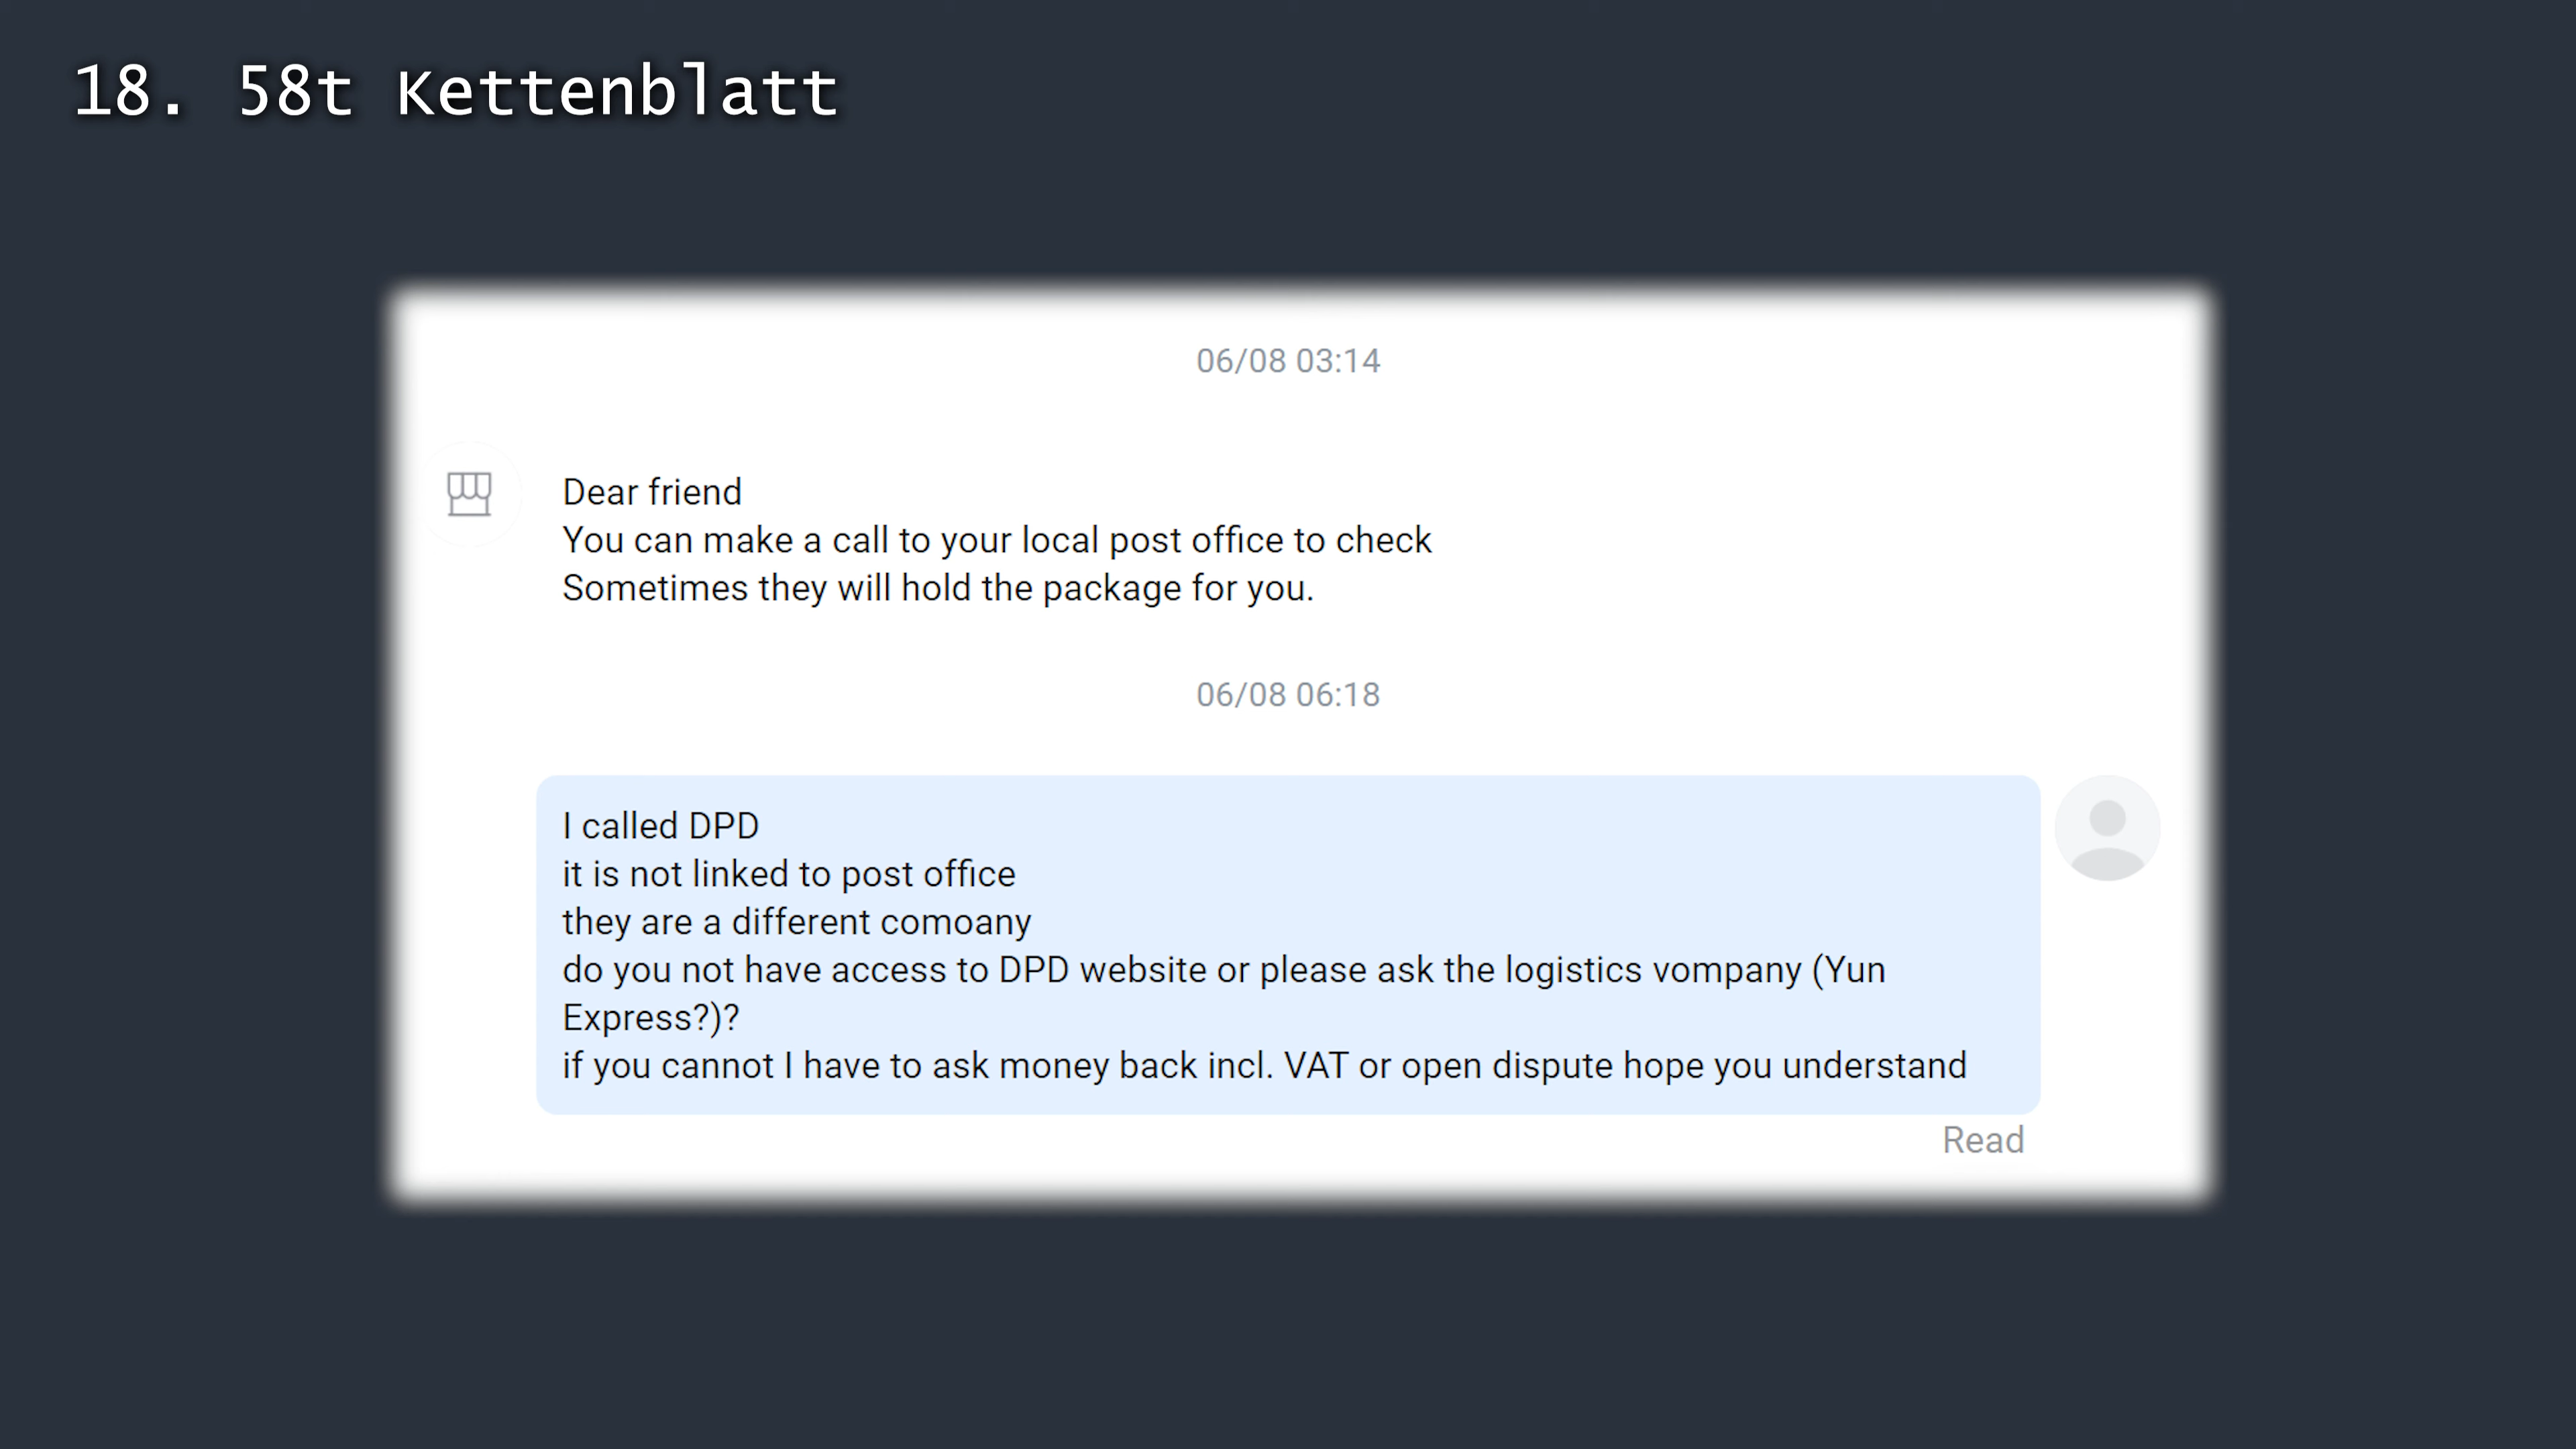 18. 58t Kettenblatt
06/08 03:14
Dear friend
You can make a call to your local post office to check
Sometimes they will hold the package for you.
06/08 06:18
I called DPD
it is not linked to post office
they are a different comoany
do you not have access to DPD website or please ask the logistics vompany (Yun
Express?)?
if you cannot I have to ask money back incl. VAT or open dispute hope you understand
Read